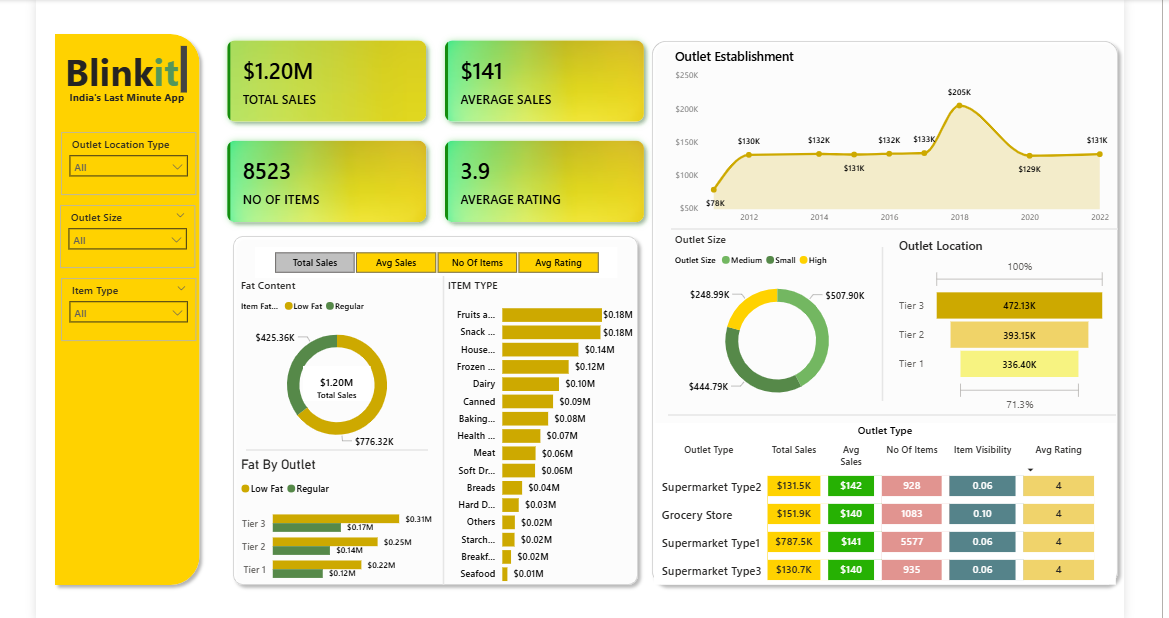 Blinkit
India's Last Minute App
Outlet Location Type
All
Outlet Size
All
Item Type
All
$1.20M
TOTAL SALES
$141
AVERAGE SALES
8523
NO OF ITEMS
3.9
AVERAGE RATING
Total Sales Avg Sales No Of Items Avg Rating
Fat Content
Item Fat... Low Fat Regular
$425.36K
$1.20M
Total Sales
$776.32K
Fat By Outlet
Low Fat Regular
Tier 3 $0.31M
$0.17M
Tier 2 $0.25M
$0.14M
Tier 1 $0.22M
$0.12M
ITEM TYPE
Fruits a... $0.18M
Snack ... $0.18M
House... $0.14M
Frozen ... $0.12M
Dairy $0.10M
Canned $0.09M
Baking... $0.08M
Health ... $0.07M
Meat $0.06M
Soft Dr... $0.06M
Breads $0.04M
Hard D... $0.03M
Others $0.02M
Starch... $0.02M
Breakf... $0.02M
Seafood $0.01M
Outlet Establishment
$250K
$200K
$150K
$100K
$50K
$78K $130K $132K $131K $132K $133K $205K $129K $131K
2012 2014 2016 2018 2020 2022
Outlet Size
Outlet Size Medium Small High
$248.99K $507.90K
$444.79K
Outlet Location
100%
Tier 3 472.13K
Tier 2 393.15K
Tier 1 336.40K
71.3%
Outlet Type
Outlet Type Total Sales Avg Sales No Of Items Item Visibility Avg Rating
Supermarket Type2 $131.5K $142 928 0.06 4
Grocery Store $151.9K $140 1083 0.10 4
Supermarket Type1 $787.5K $141 5577 0.06 4
Supermarket Type3 $130.7K $140 935 0.06 4